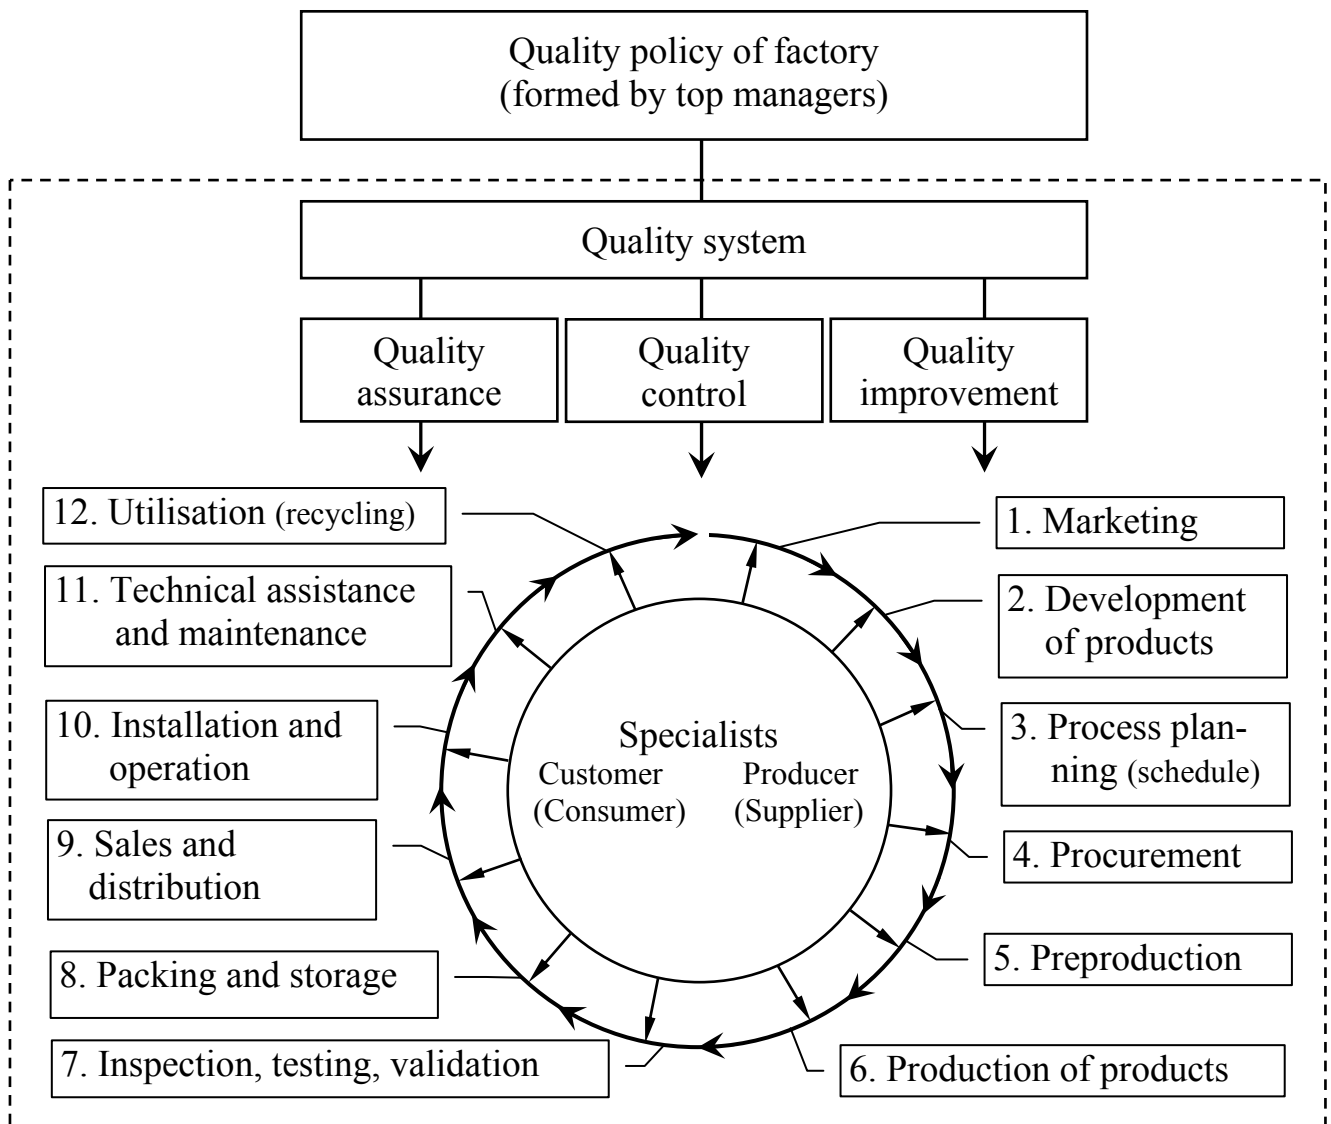 Quality policy of factory
(formed by top managers)
Quality system
Quality
assurance
Quality
control
Quality
improvement
12. Utilisation (recycling)
11. Technical assistance
and maintenance
10. Installation and
operation
9. Sales and
distribution
8. Packing and storage
7. Inspection, testing, validation
1. Marketing
2. Development
of products
3. Process plan-
ning (schedule)
4. Procurement
5. Preproduction
6. Production of products
Specialists
Customer
(Consumer)
Producer
(Supplier)